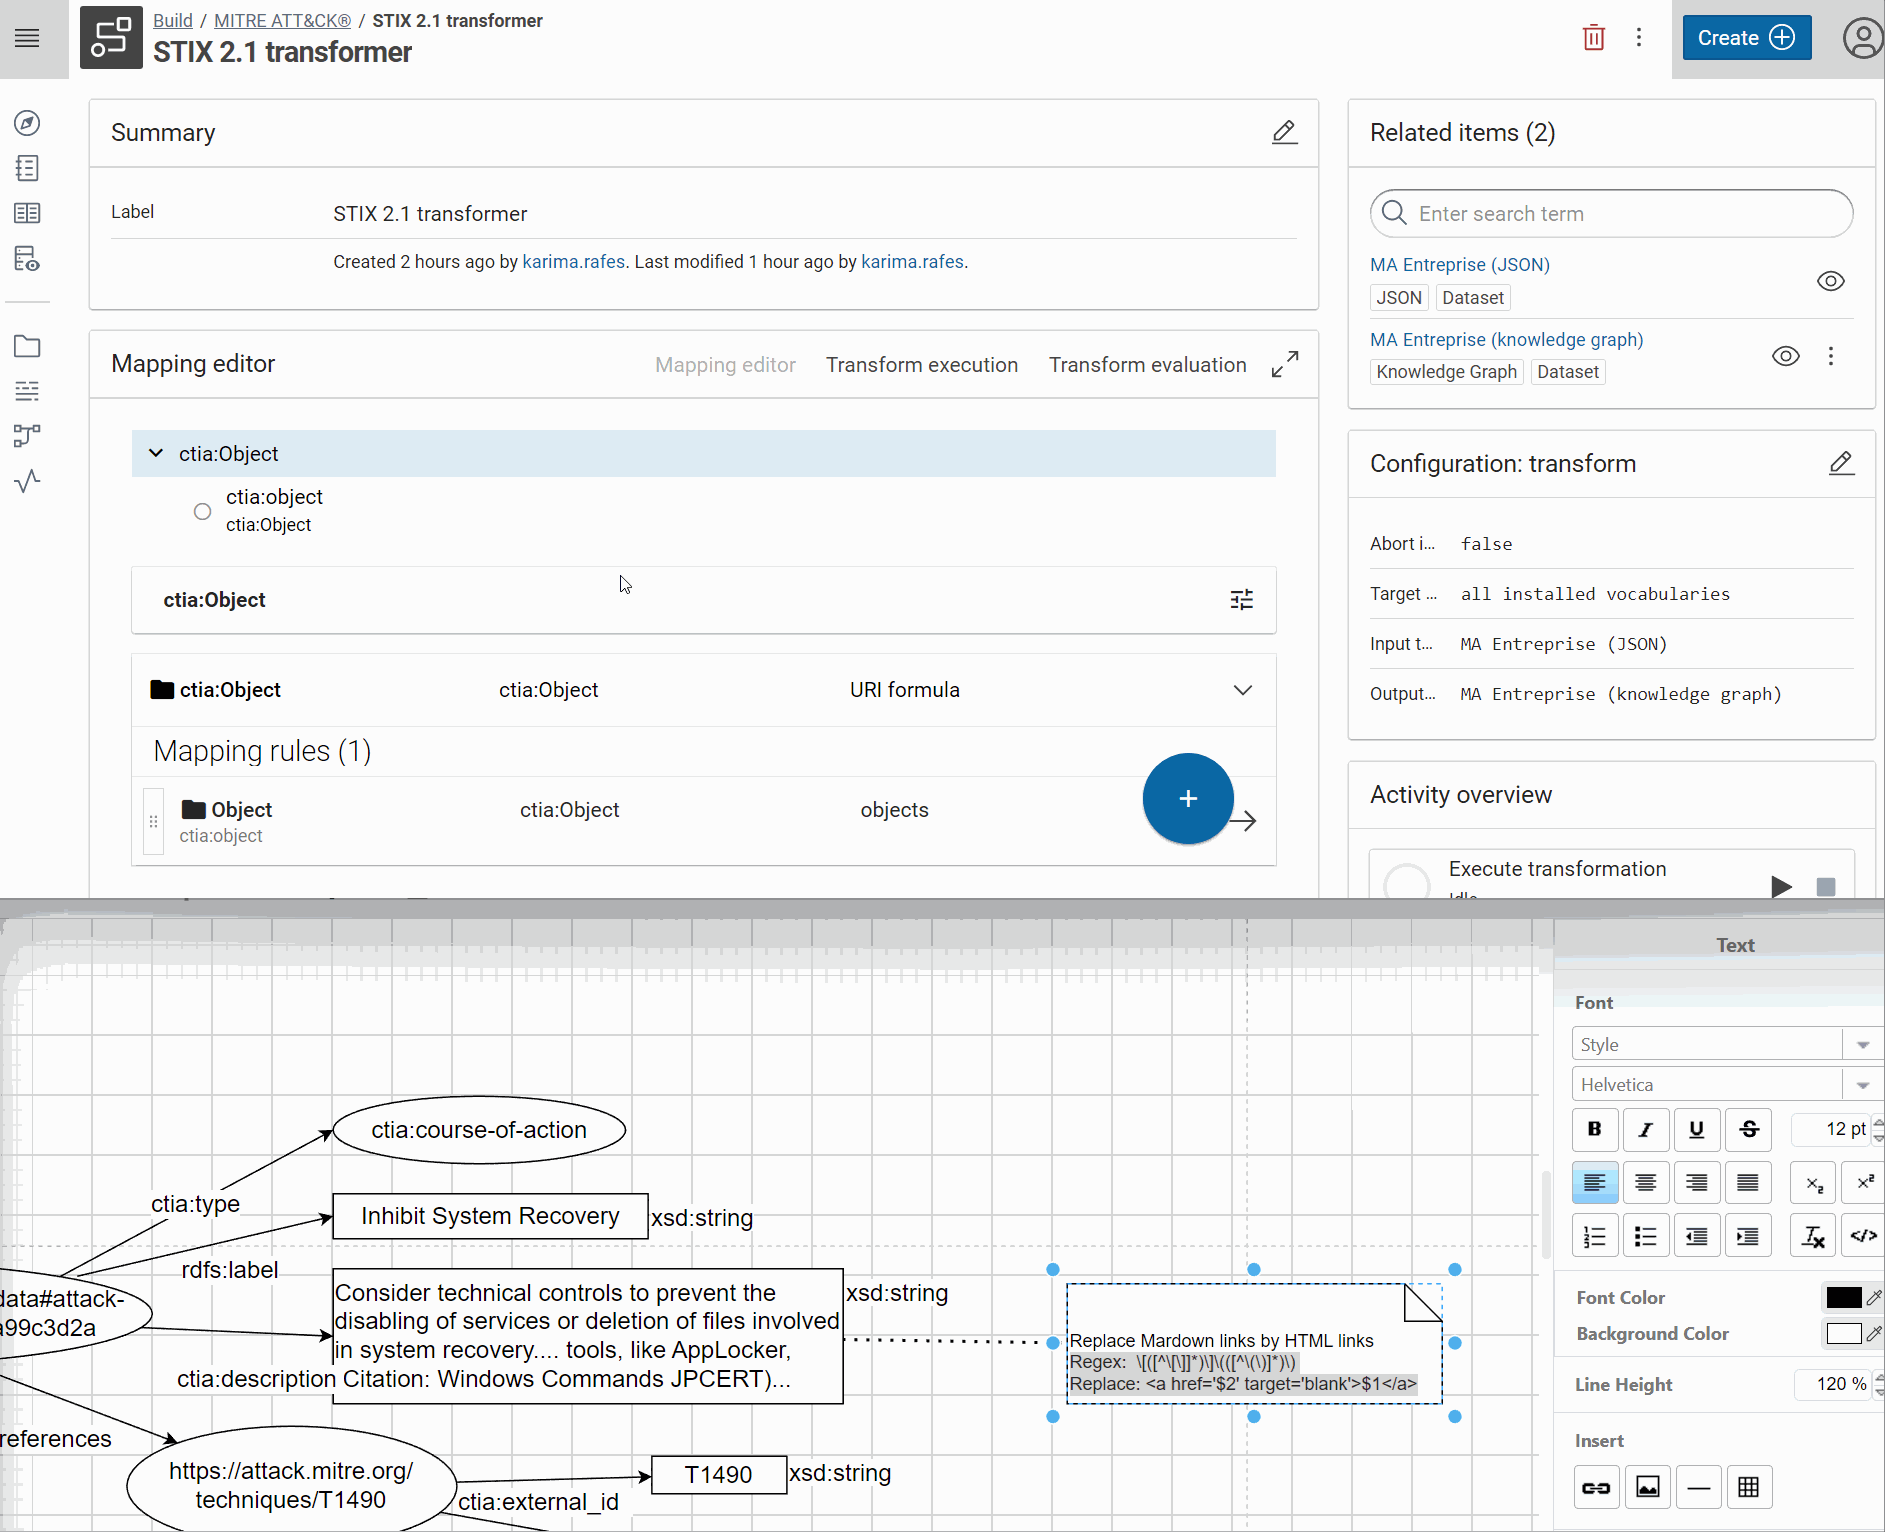 Build / MITRE ATT&CK® / STIX 2.1 transformer
STIX 2.1 transformer
Create
Summary
Label
STIX 2.1 transformer
Created 2 hours ago by karima.rafes. Last modified 1 hour ago by karima.rafes.
Mapping editor
Mapping editor
Transform execution
Transform evaluation
ctia:Object
ctia:object
ctia:Object
ctia:Object
ctia:Object
ctia:Object
URI formula
Mapping rules (1)
Object
ctia:Object
objects
ctia:object
Related items (2)
Enter search term
MA Entreprise (JSON)
JSON
Dataset
MA Entreprise (knowledge graph)
Knowledge Graph
Dataset
Configuration: transform
Abort i...
false
Target ...
all installed vocabularies
Input t...
MA Entreprise (JSON)
Output...
MA Entreprise (knowledge graph)
Activity overview
Execute transformation
ctia:course-of-action
ctia:type
Inhibit System Recovery
xsd:string
rdfs:label
data#attack-
a99c3d2a
Consider technical controls to prevent the
disabling of services or deletion of files involved
in system recovery.... tools, like AppLocker,
Citation: Windows Commands JPCERT)...
xsd:string
ctia:description
Replace Mardown links by HTML links
Regex:  \[([^\[\]]*)\]\(([^\(\)]*)\)
Replace: <a href='$2' target='blank'>$1</a>
references
https://attack.mitre.org/
techniques/T1490
T1490
xsd:string
ctia:external_id
Text
Font
Style
Helvetica
B
I
U
S
12 pt
Font Color
Background Color
Line Height
120 %
Insert